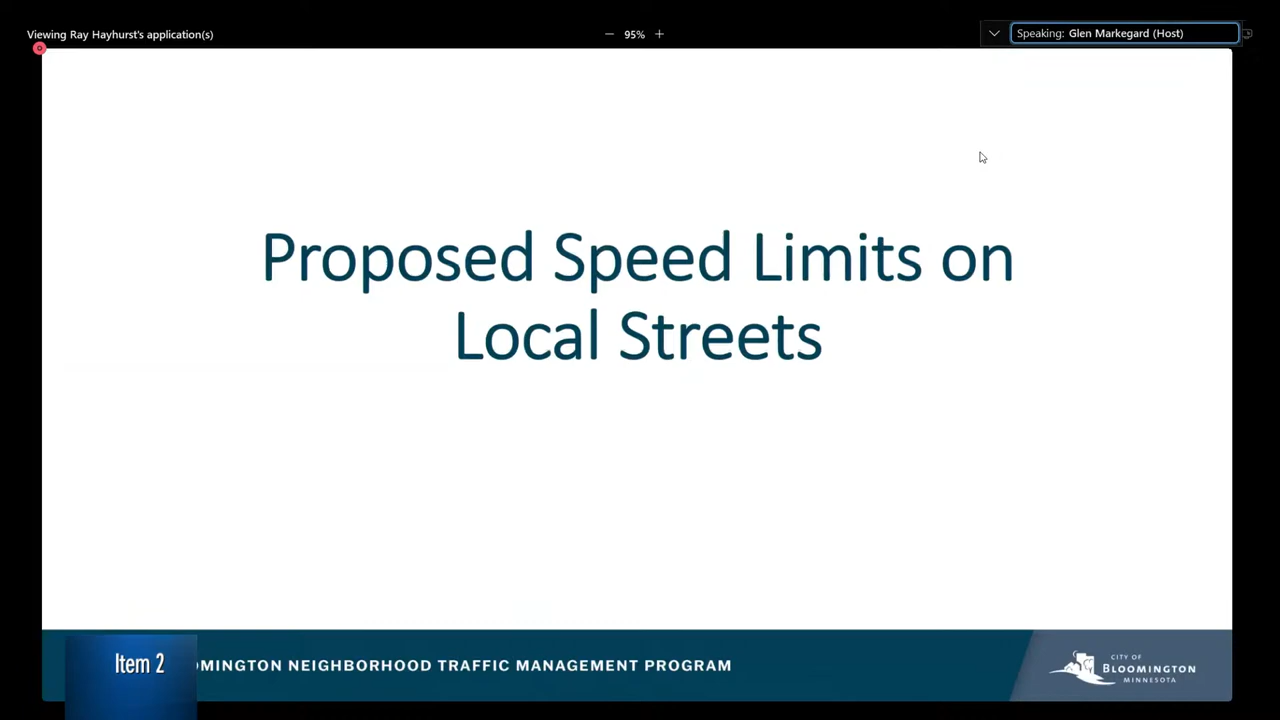 Viewing Ray Hayhurst's application(s)
95%
Speaking: Glen Markegard (Host)
Proposed Speed Limits on
Local Streets
Item 2
OMINGTON NEIGHBORHOOD TRAFFIC MANAGEMENT PROGRAM
CITY OF
BLOOMINGTON
MINNESOTA